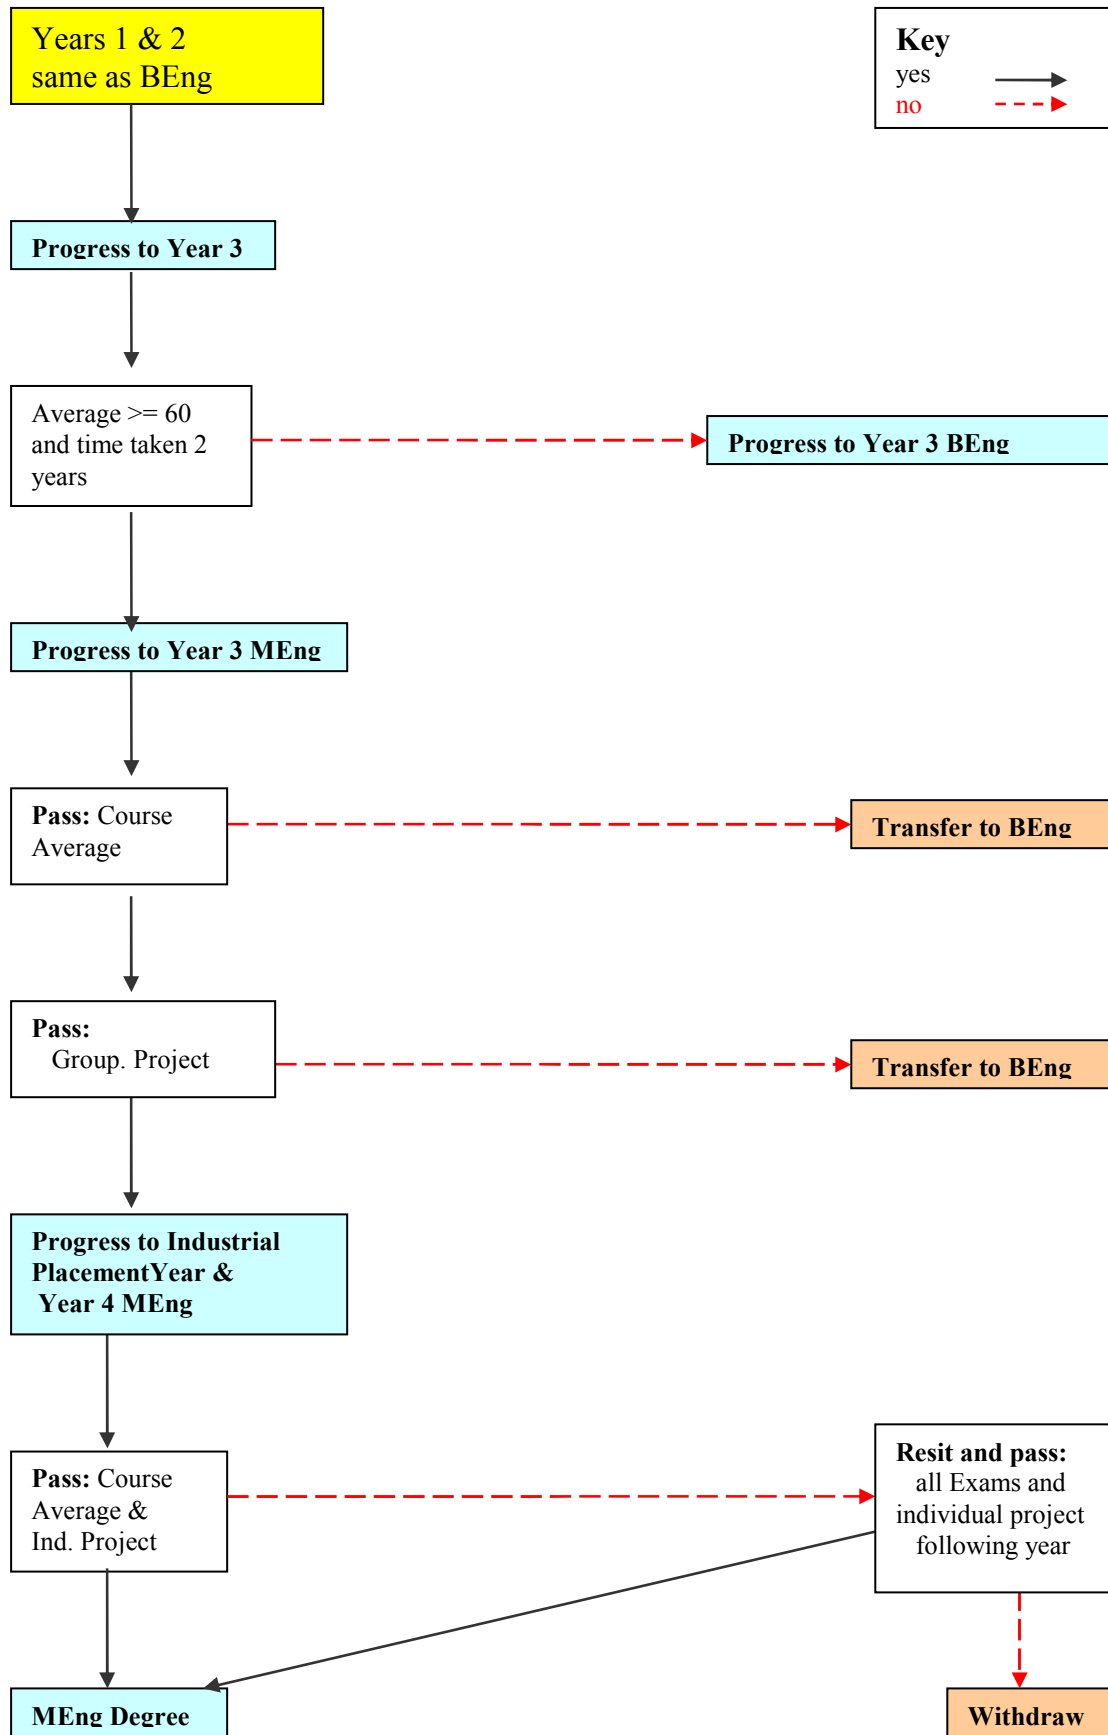 Years 1 & 2
same as BEng
Key
yes
no
Progress to Year 3
Average >= 60
and time taken 2
years
Progress to Year 3 BEng
Progress to Year 3 MEng
Pass: Course
Average
Transfer to BEng
Pass:
Group. Project
Transfer to BEng
Progress to Industrial
PlacementYear &
Year 4 MEng
Pass: Course
Average &
Ind. Project
Resit and pass:
all Exams and
individual project
following year
MEng Degree
Withdraw